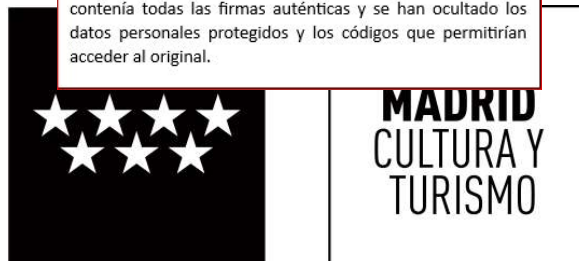 contenía todas las firmas auténticas y se han ocultado los
datos personales protegidos y los códigos que permitirían
acceder al original.
MADRID
CULTURA Y
TURISMO